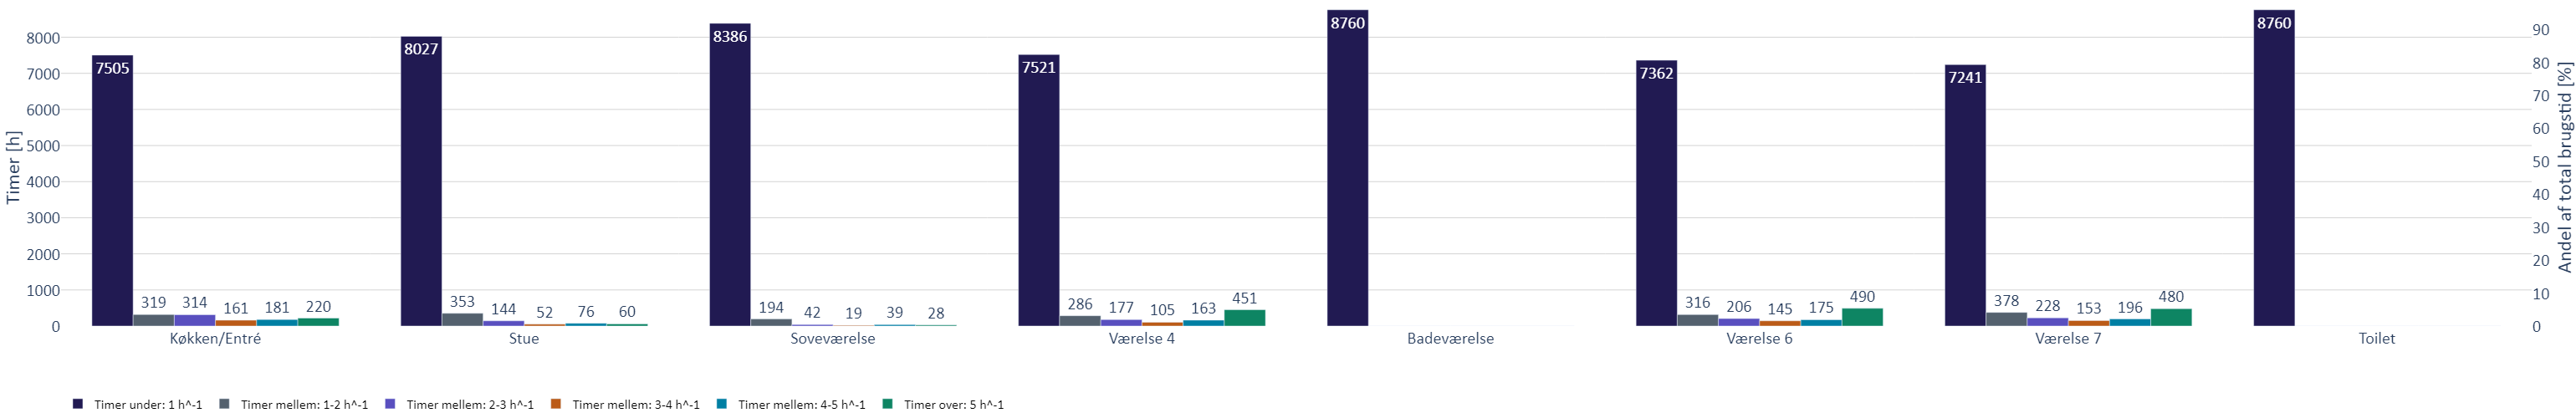 Timer [h]
8000
7000
6000
5000
4000
3000
2000
1000
0
7505 319 314 161 181 220
8027 353 144 52 76 60
8386 194 42 19 39 28
7521 286 177 105 163 451
8760
7362 316 206 145 175 490
7241 378 228 153 196 480
8760
90
80
70
60
50
40
30
20
10
0
Andel af total brugstid [%]
Køkken/Entré Stue Soveværelse Værelse 4 Badeværelse Værelse 6 Værelse 7 Toilet
Timer under: 1 h^-1 Timer mellem: 1-2 h^-1 Timer mellem: 2-3 h^-1 Timer mellem: 3-4 h^-1 Timer mellem: 4-5 h^-1 Timer over: 5 h^-1